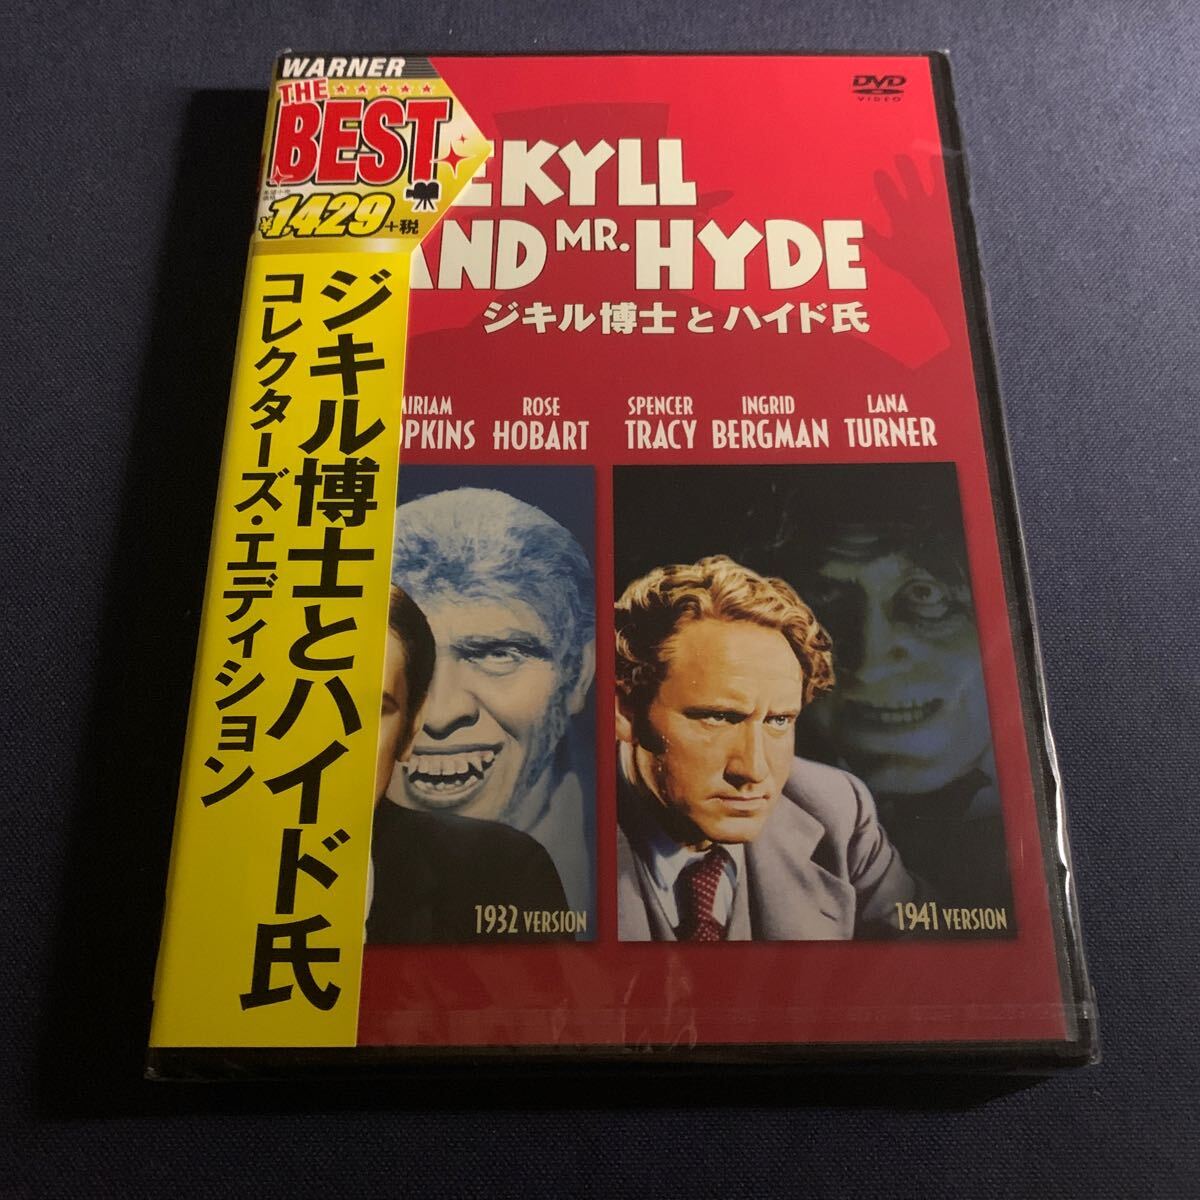 WARNER
THE
BEST
¥1,429+税
ジキル博士とハイド氏
コレクターズ・エディション
DVD
VIDEO
EKYLL
AND MR. HYDE
ジキル博士とハイド氏
MIRIAM
OPKINS
ROSE
HOBART
SPENCER
TRACY
INGRID
BERGMAN
LANA
TURNER
1932 VERSION
1941 VERSION